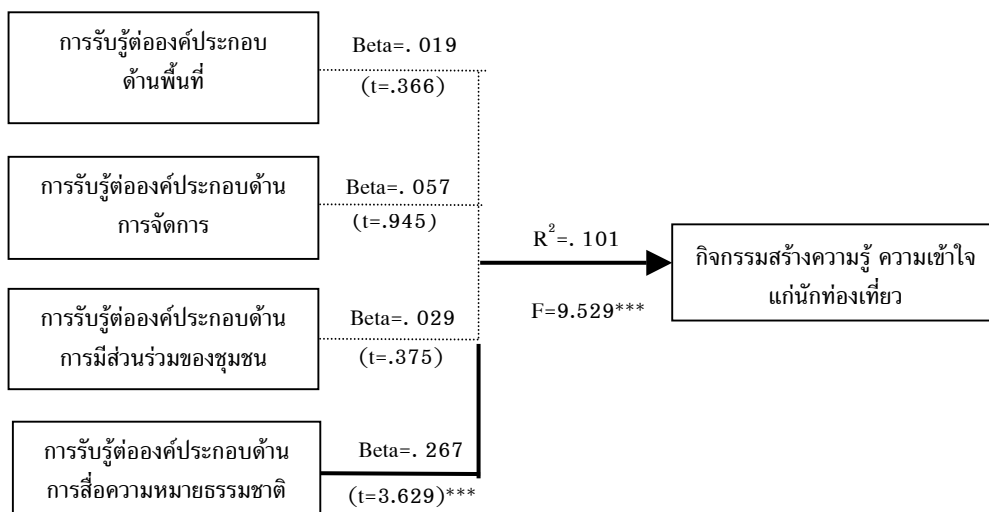 การรับรู้ต่อองค์ประกอบ
ด้านพื้นที่
Beta=. 019
(t=.366)
การรับรู้ต่อองค์ประกอบด้าน
การจัดการ
Beta=. 057
(t=.945)
การรับรู้ต่อองค์ประกอบด้าน
การมีส่วนร่วมของชุมชน
Beta=. 029
(t=.375)
การรับรู้ต่อองค์ประกอบด้าน
การสื่อความหมายธรรมชาติ
Beta=. 267
(t=3.629)***
R²=. 101
F=9.529***
กิจกรรมสร้างความรู้ ความเข้าใจ
แก่นักท่องเที่ยว